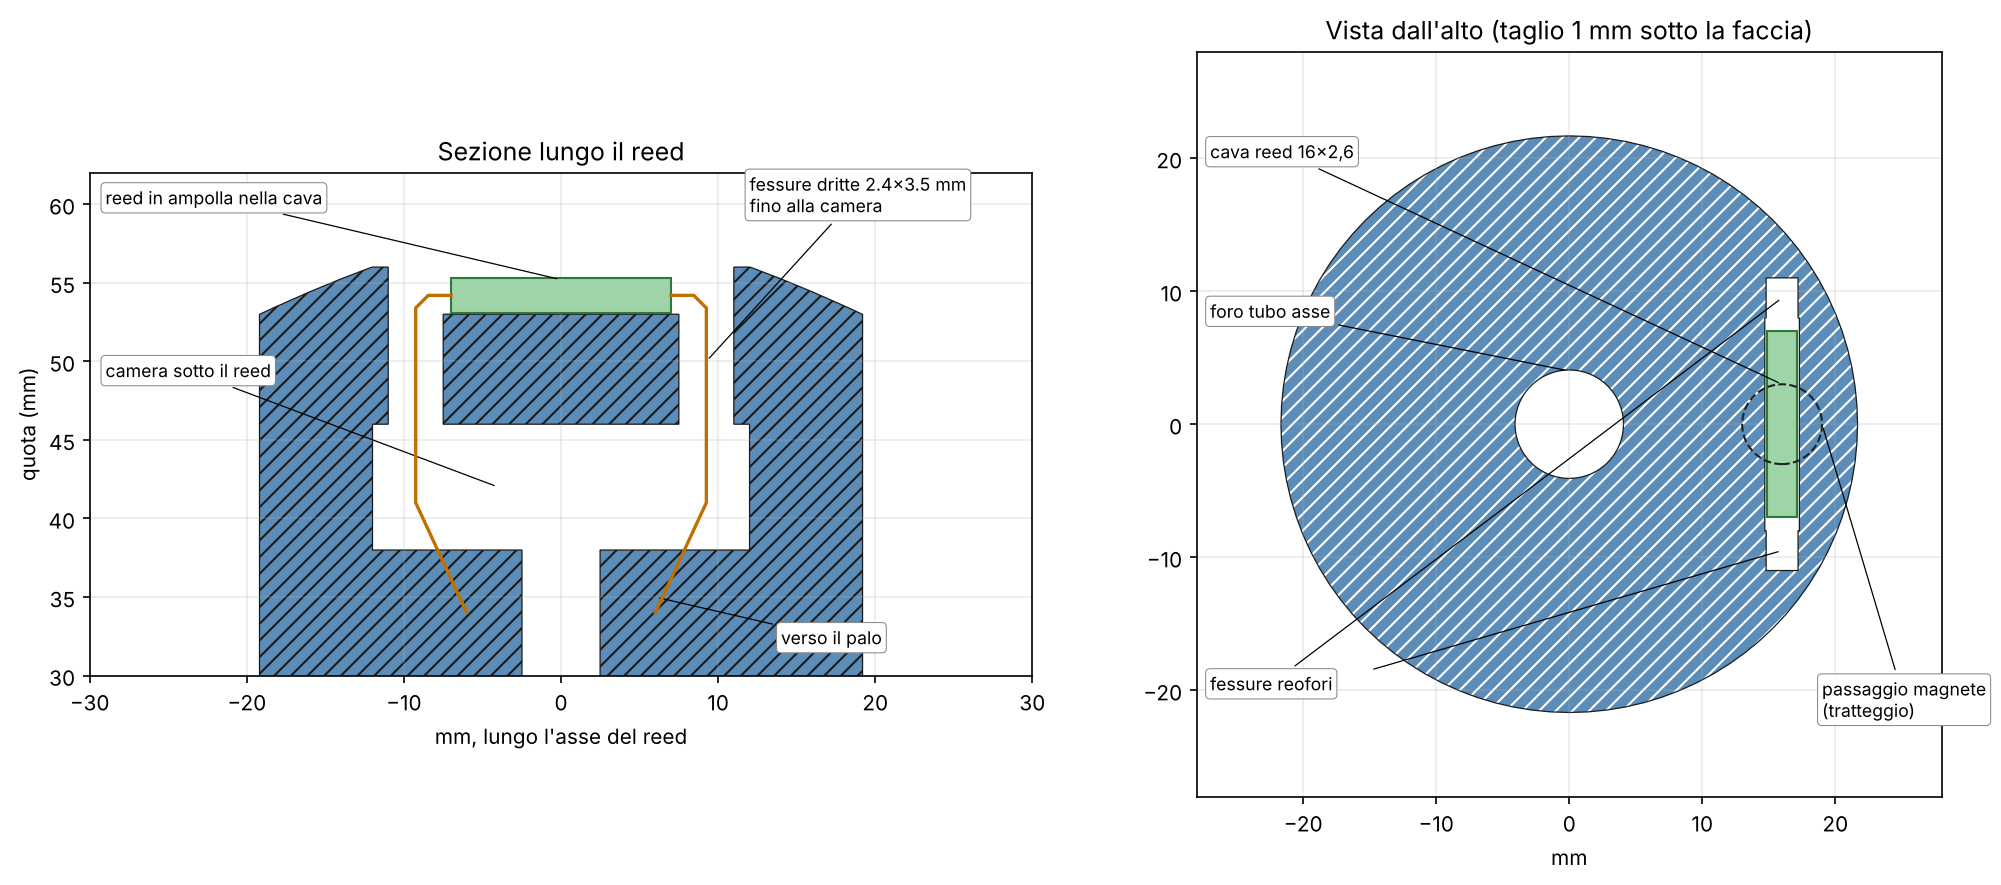 Sezione lungo il reed
reed in ampolla nella cava
fessure dritte 2.4×3.5 mm
fino alla camera
camera sotto il reed
verso il palo
quota (mm)
60
55
50
45
40
35
30
−30
−20
−10
0
10
20
30
mm, lungo l'asse del reed
Vista dall'alto (taglio 1 mm sotto la faccia)
cava reed 16×2,6
foro tubo asse
fessure reofori
passaggio magnete
(tratteggio)
20
10
0
−10
−20
−20
−10
0
10
20
mm